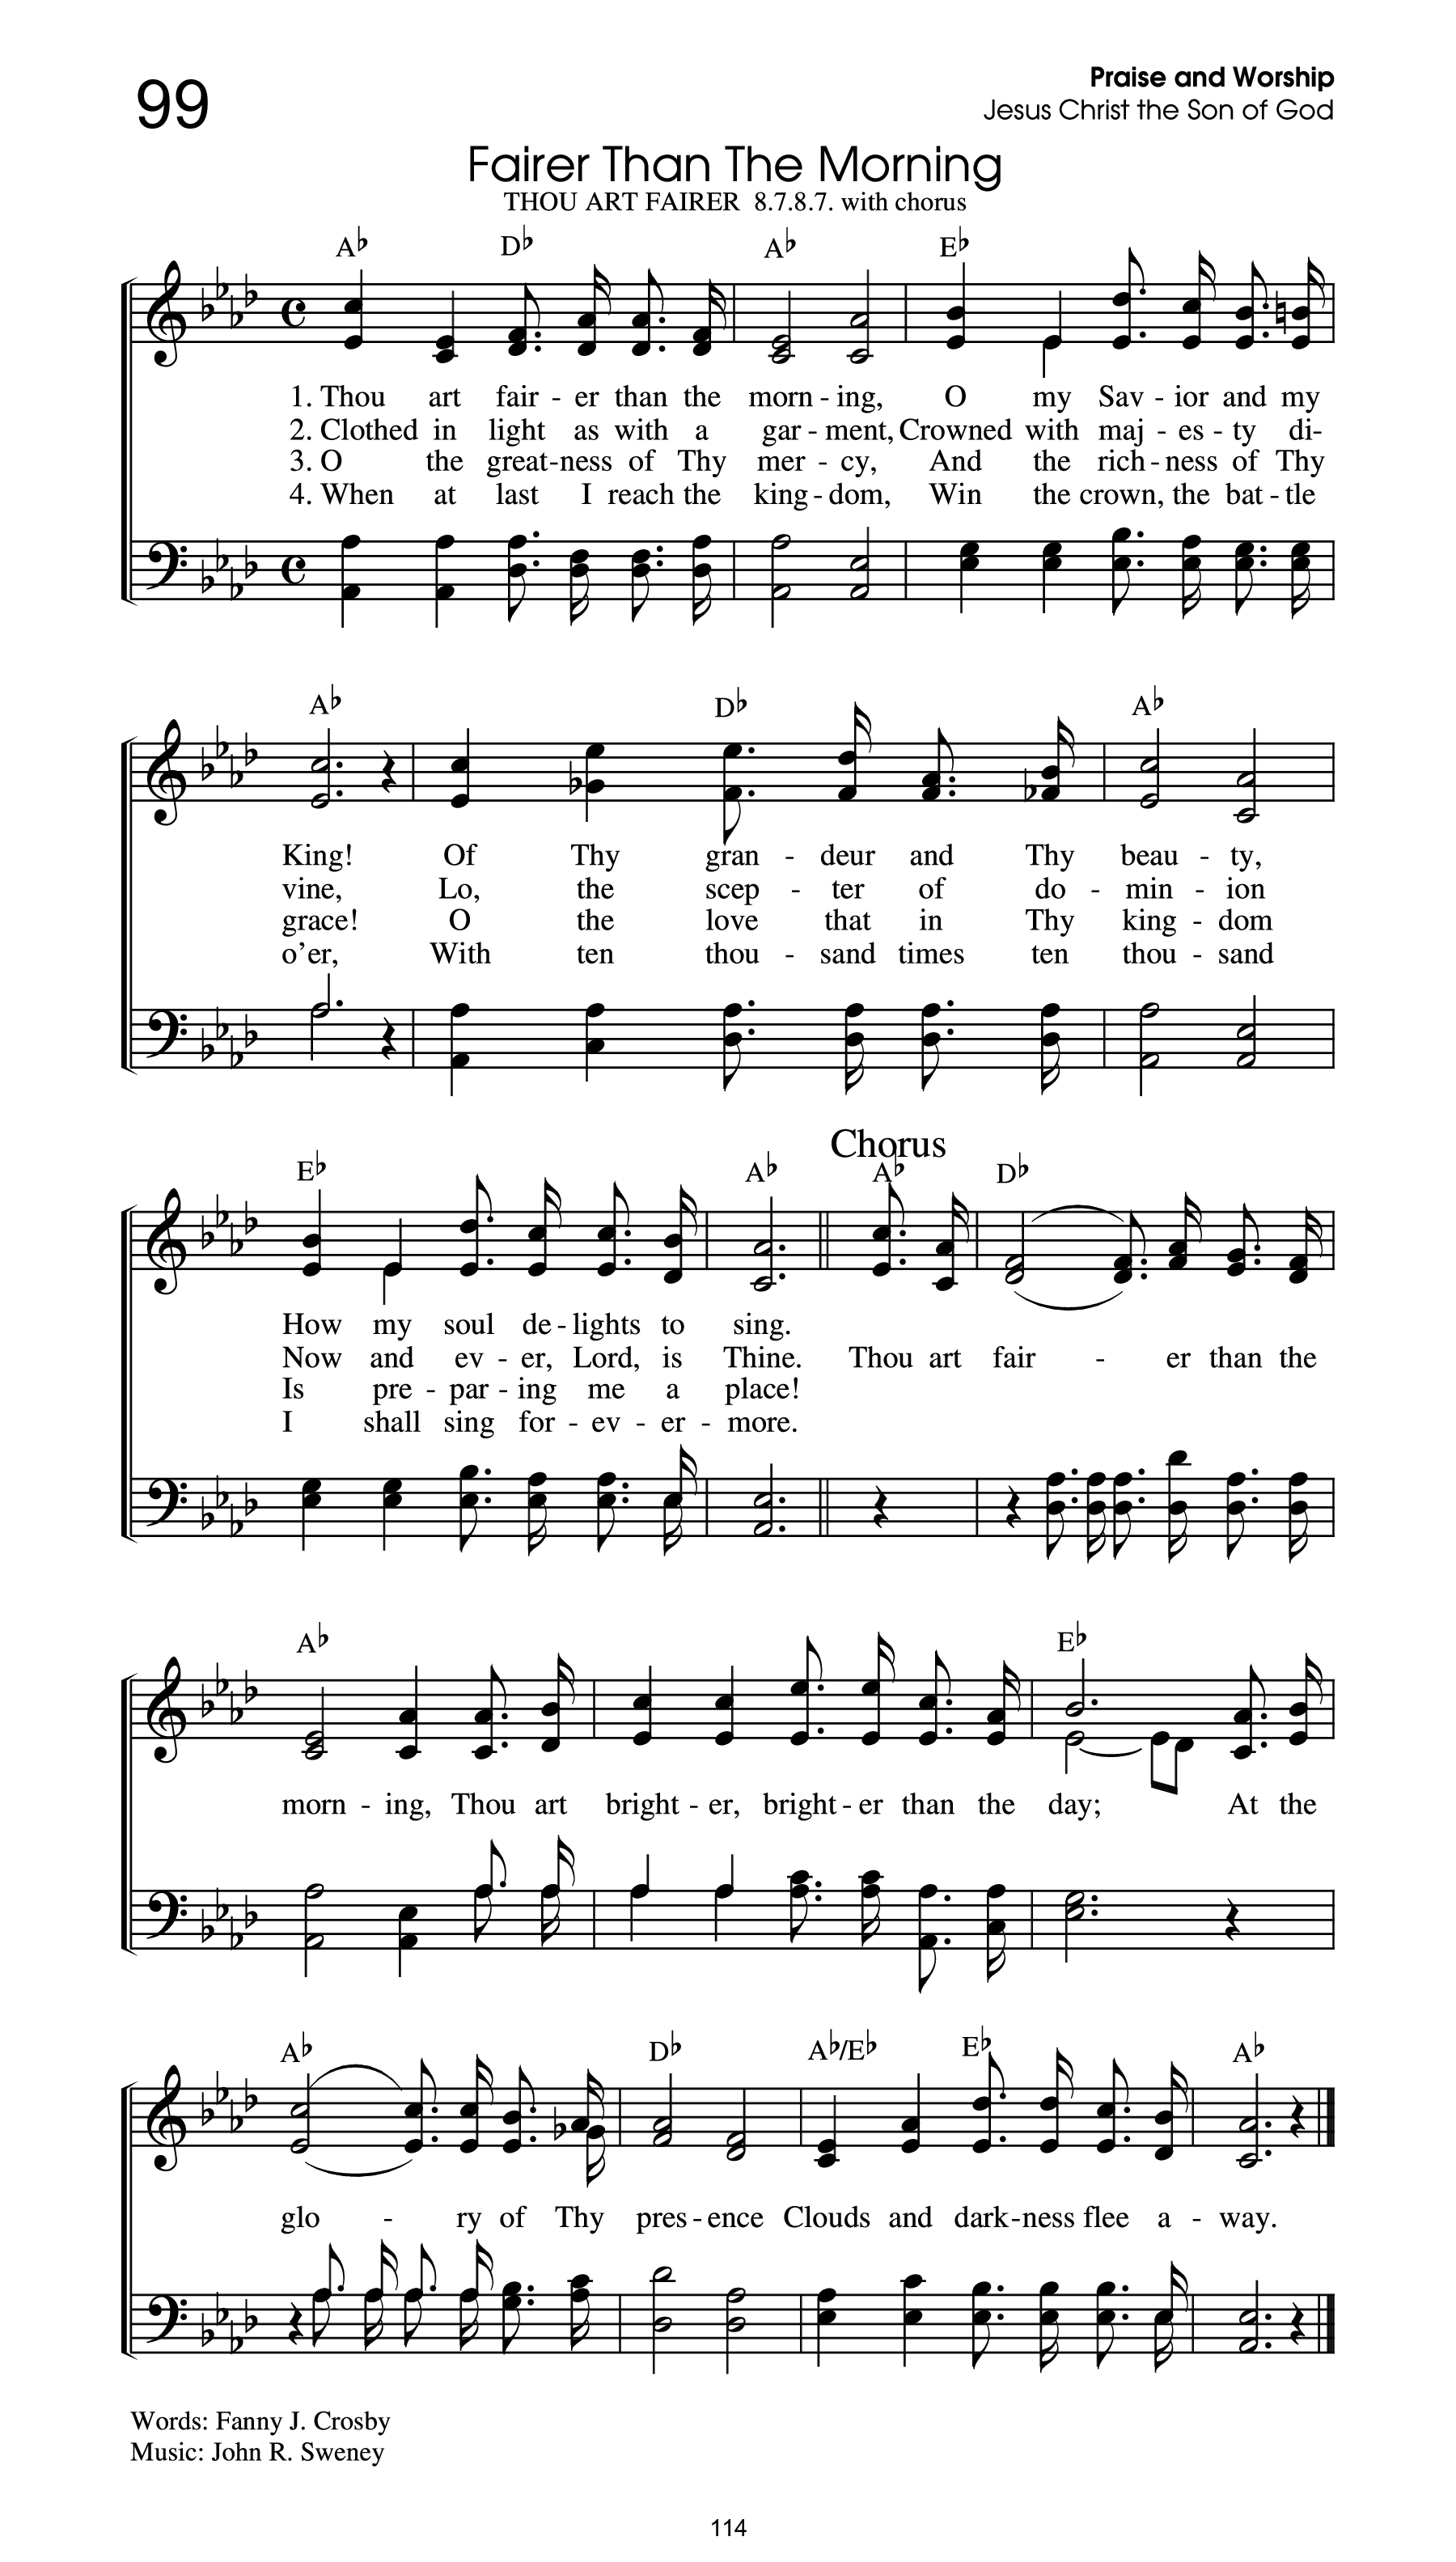 99
Praise and Worship
Jesus Christ the Son of God
Fairer Than The Morning
THOU ART FAIRER  8.7.8.7. with chorus
A♭ D♭ A♭ E♭
1. Thou art fair - er than the morn - ing, O my Sav - ior and my
2. Clothed in light as with a gar - ment, Crowned with maj - es - ty di-
3. O the great - ness of Thy mer - cy, And the rich - ness of Thy
4. When at last I reach the king - dom, Win the crown, the bat - tle
A♭ D♭ A♭
King! Of Thy gran - deur and Thy beau - ty,
vine, Lo, the scep - ter of do - min - ion
grace! O the love that in Thy king - dom
o’er, With ten thou - sand times ten thou - sand
Chorus
E♭ A♭ A♭ D♭
How my soul de - lights to sing.
Now and ev - er, Lord, is Thine. Thou art fair - er than the
Is pre - par - ing me a place!
I shall sing for - ev - er - more.
A♭ E♭
morn - ing, Thou art bright - er, bright - er than the day; At the
A♭ D♭ A♭/E♭ E♭ A♭
glo - ry of Thy pres - ence Clouds and dark - ness flee a - way.
Words: Fanny J. Crosby
Music: John R. Sweney
114